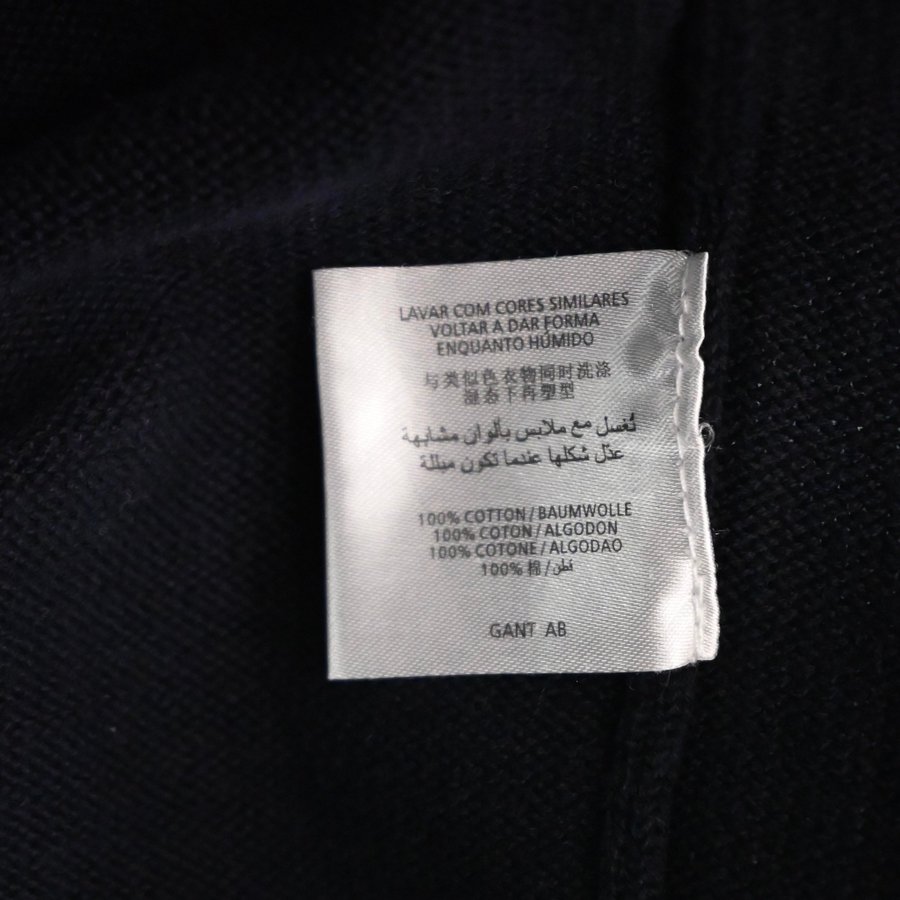 LAVAR COM CORES SIMILARES
VOLTAR A DAR FORMA
ENQUANTO HÚMIDO
与类似色衣物同时洗涤
湿态下再塑型
تُغسل مع ملابس بألوان مشابهة
عدّل شكلها عندما تكون مبللة
100% COTTON / BAUMWOLLE
100% COTON / ALGODON
100% COTONE / ALGODAO
100% 棉 / قطن
GANT AB